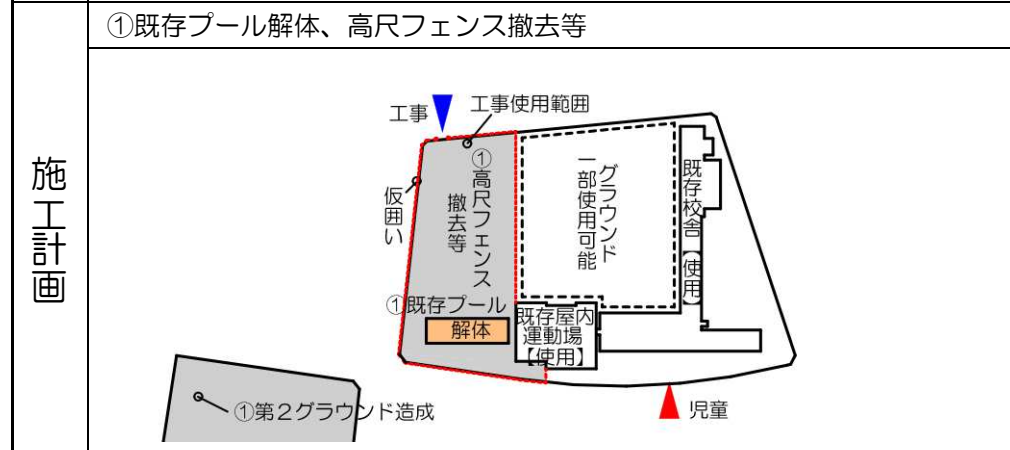 ①既存プール解体、高尺フェンス撤去等
施工計画
工事
工事使用範囲
仮囲い
①高尺フェンス
撤去等
グラウンド
一部使用可能
既存校舎【使用】
①既存プール
解体
既存屋内
運動場
【使用】
①第２グラウンド造成
児童